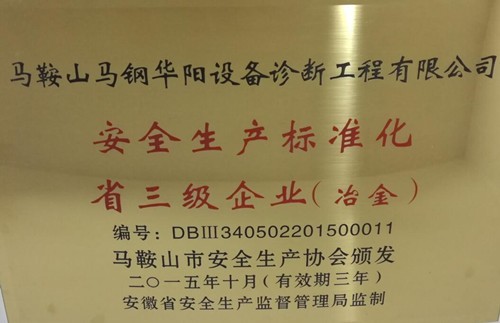 马鞍山马钢华阳设备诊断工程有限公司
安全生产标准化
省三级企业(冶金)
编号：DBⅢ340502201500011
马鞍山市安全生产协会颁发
二〇一五年十月(有效期三年)
安徽省安全生产监督管理局监制